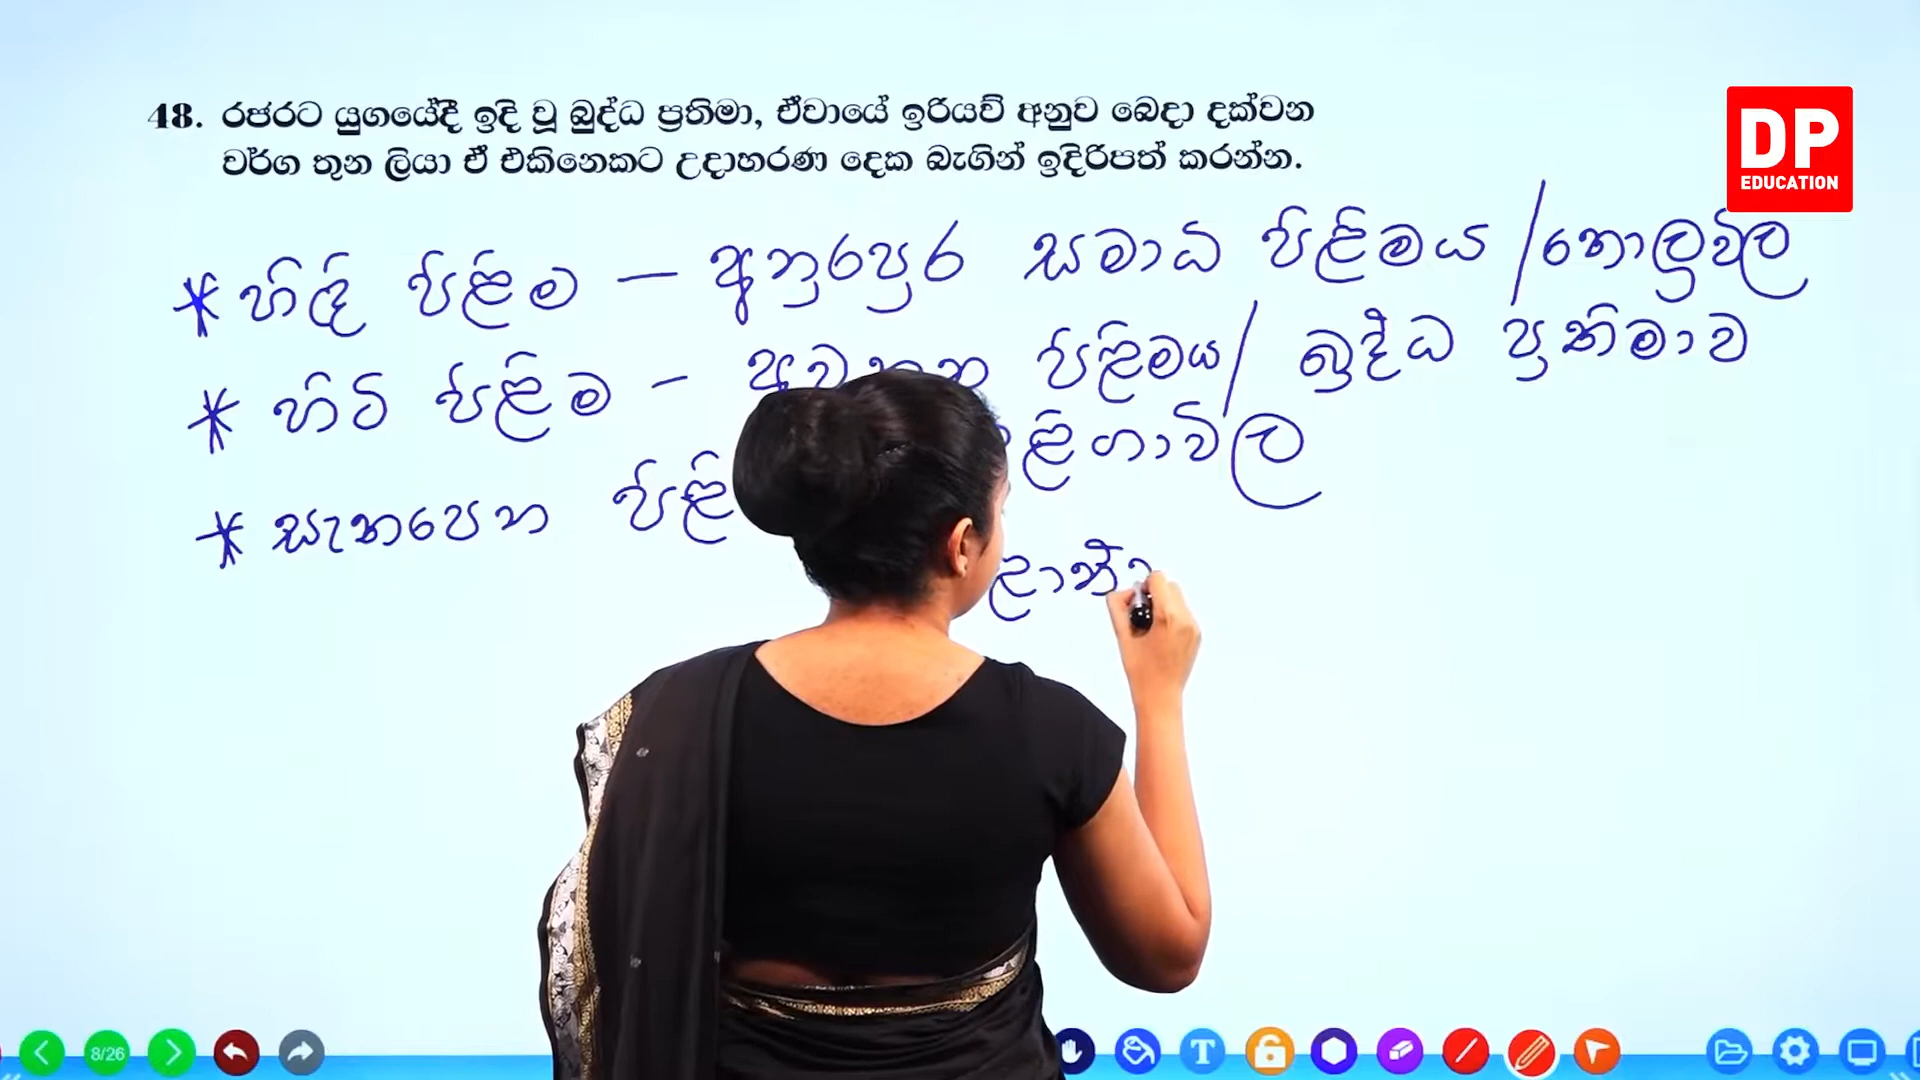 48. රජරට යුගයේදී ඉදි වූ බුද්ධ ප්‍රතිමා, ඒවායේ ඉරියව් අනුව බෙදා දක්වන
වර්ග තුන ලියා ඒ එකිනෙකට උදාහරණ දෙක බැගින් ඉදිරිපත් කරන්න.
DP
EDUCATION
* හිඳි පිළිම – අනුරපුර සමාධි පිළිමය / තොලුවිල
බුද්ධ ප්‍රතිමාව
* හිටි පිළිම – පිළිමය /
ගාවිල
* සැතපෙන
8/26
T